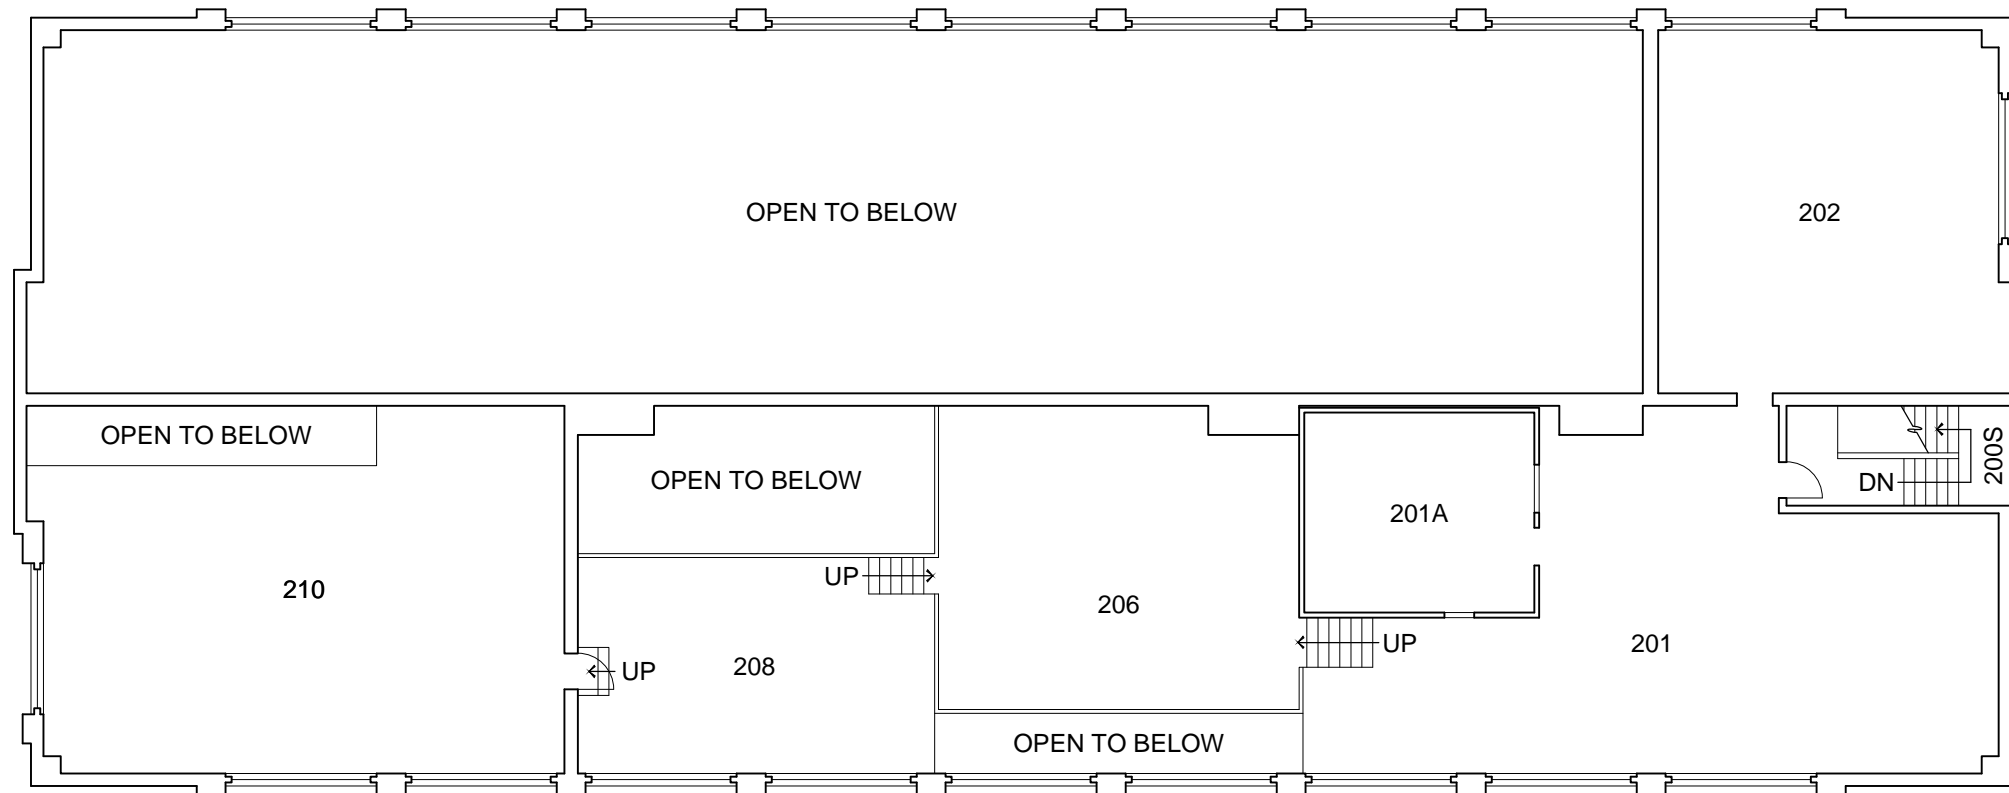 OPEN TO BELOW
202
OPEN TO BELOW
OPEN TO BELOW
200S
DN
201A
UP
210
206
UP
201
208
UP
OPEN TO BELOW